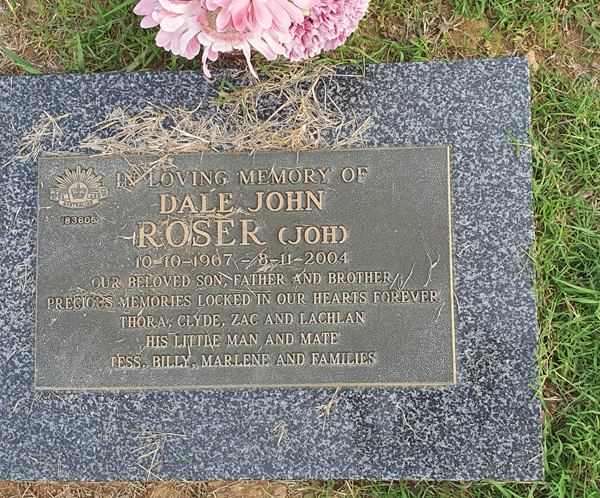 IN LOVING MEMORY OF
DALE JOHN
183605
ROSER (JOH)
10-10-1967 - 8-11-2004
OUR BELOVED SON, FATHER AND BROTHER
PRECIOUS MEMORIES LOCKED IN OUR HEARTS FOREVER
THORA, CLYDE, ZAC AND LACHLAN
HIS LITTLE MAN AND MATE
TESS, BILLY, MARLENE AND FAMILIES